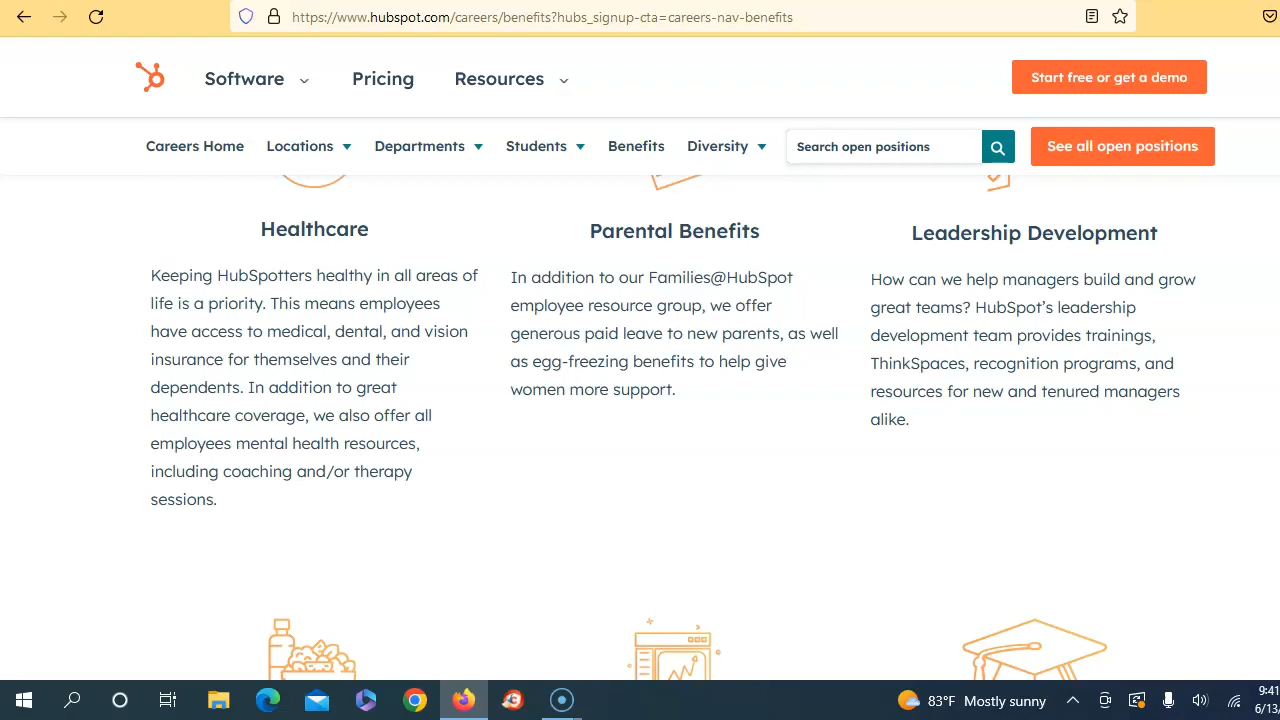 https://www.hubspot.com/careers/benefits?hubs_signup-cta=careers-nav-benefits
Software
Pricing
Resources
Start free or get a demo
Careers Home
Locations
Departments
Students
Benefits
Diversity
Search open positions
See all open positions
Healthcare
Keeping HubSpotters healthy in all areas of
life is a priority. This means employees
have access to medical, dental, and vision
insurance for themselves and their
dependents. In addition to great
healthcare coverage, we also offer all
employees mental health resources,
including coaching and/or therapy
sessions.
Parental Benefits
In addition to our Families@HubSpot
employee resource group, we offer
generous paid leave to new parents, as well
as egg-freezing benefits to help give
women more support.
Leadership Development
How can we help managers build and grow
great teams? HubSpot’s leadership
development team provides trainings,
ThinkSpaces, recognition programs, and
resources for new and tenured managers
alike.
83°F Mostly sunny
9:41
6/13/